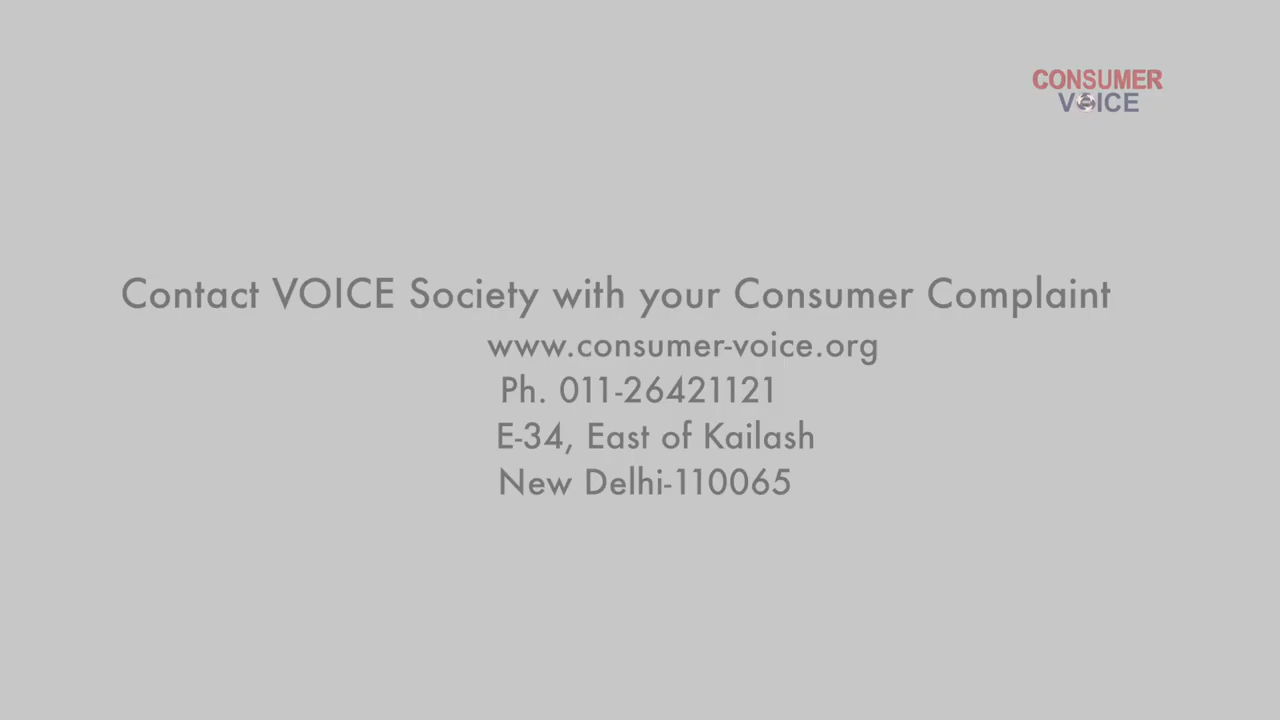 CONSUMER
VOICE
Contact VOICE Society with your Consumer Complaint
www.consumer-voice.org
Ph. 011-26421121
E-34, East of Kailash
New Delhi-110065